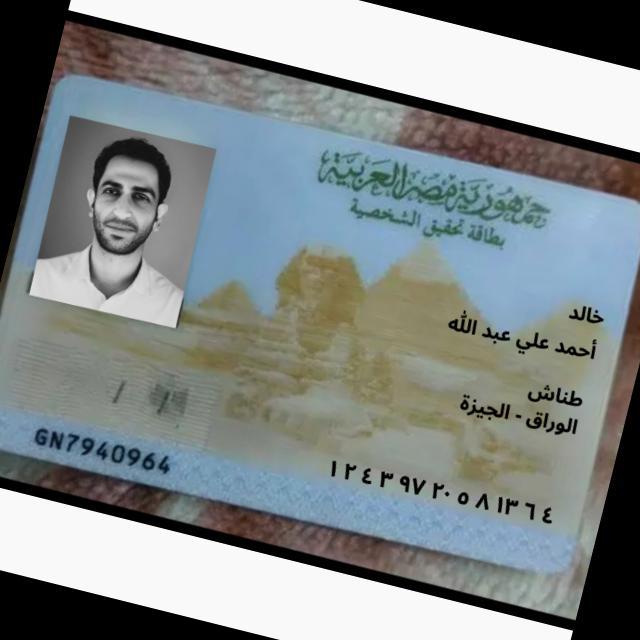 جمهورية مصر العربية
بطاقة تحقيق الشخصية
خالد
أحمد علي عبد الله
طناش
الوراق - الجيزة
١٢٤٣٩٧٢٠٥٨١٣٦٤
GN7940964